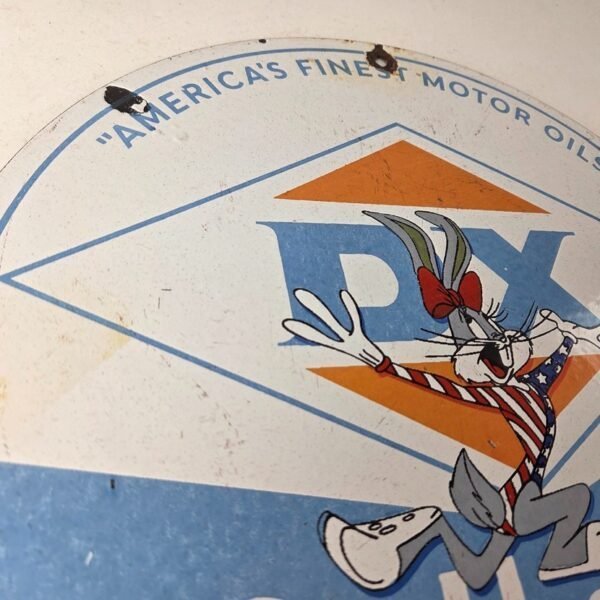 "AMERICA'S FINEST MOTOR OILS
DX